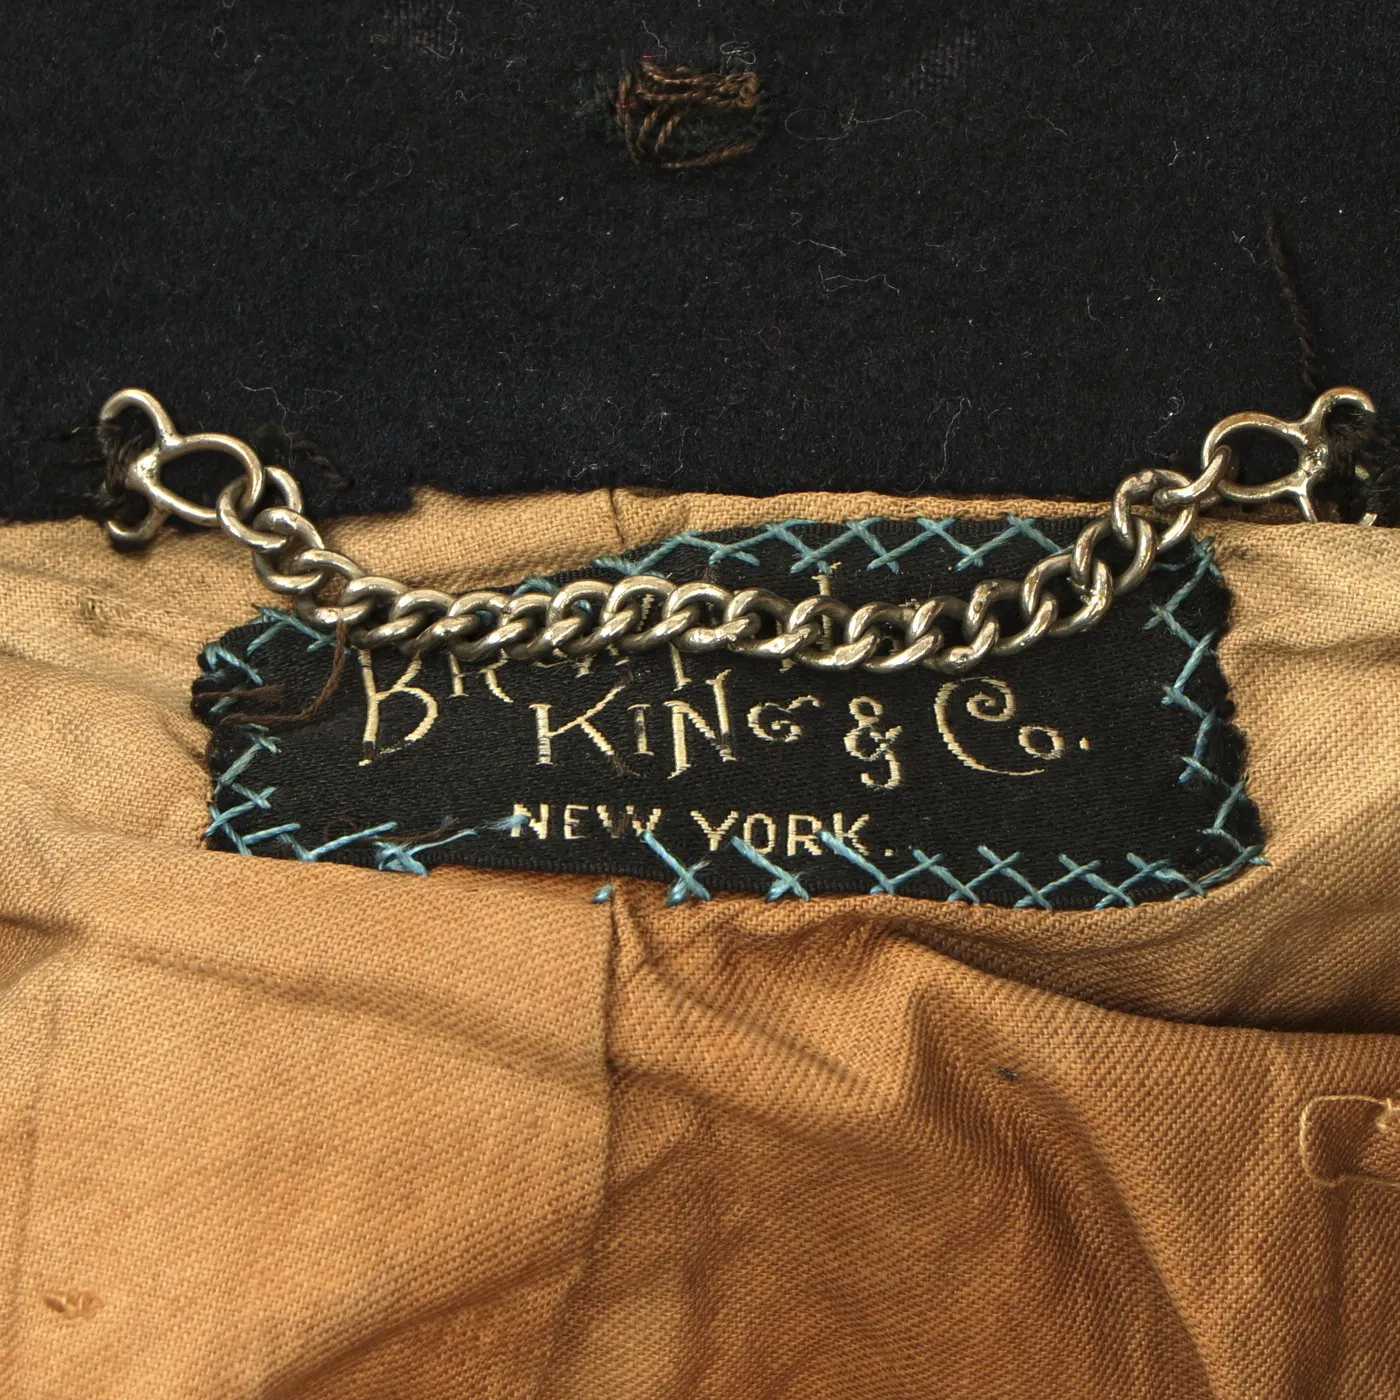 King & Co.
NEW YORK.